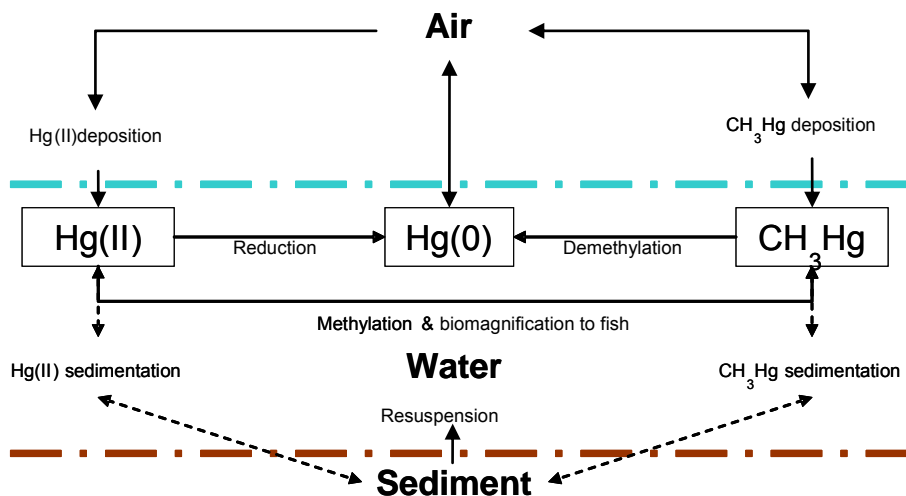 Air
Hg(II)deposition
CH3Hg deposition
Hg(II)
Hg(0)
CH3Hg
Reduction
Demethylation
Methylation & biomagnification to fish
Water
Hg(II) sedimentation
CH3Hg sedimentation
Resuspension
Sediment